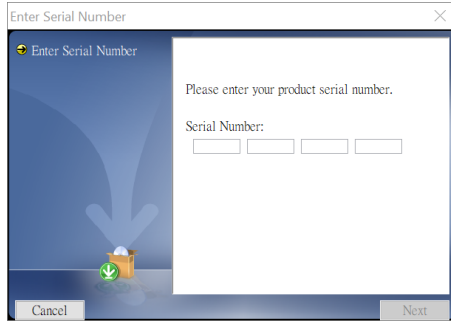 Enter Serial Number
Enter Serial Number
Please enter your product serial number.
Serial Number:
Cancel
Next